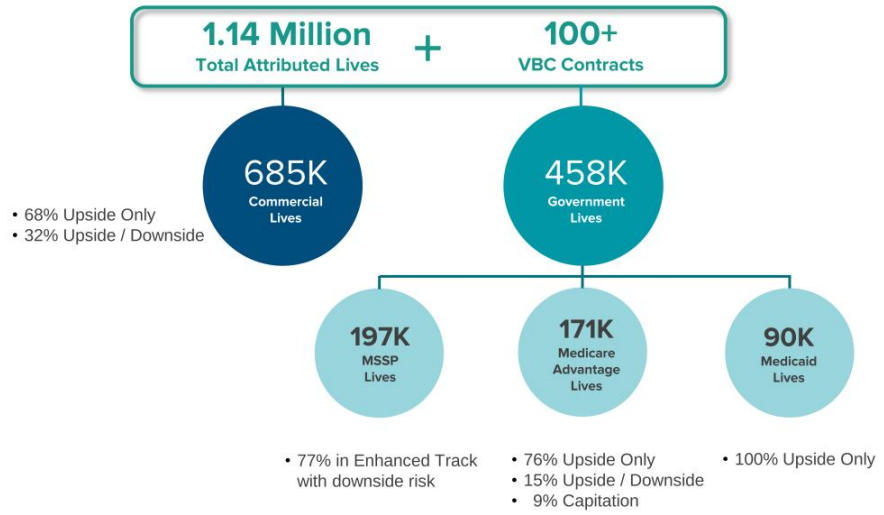 1.14 Million
Total Attributed Lives
+
100+
VBC Contracts
685K
Commercial
Lives
458K
Government
Lives
• 68% Upside Only
• 32% Upside / Downside
197K
MSSP
Lives
171K
Medicare
Advantage
Lives
90K
Medicaid
Lives
• 77% in Enhanced Track
with downside risk
• 76% Upside Only
• 15% Upside / Downside
• 9% Capitation
• 100% Upside Only